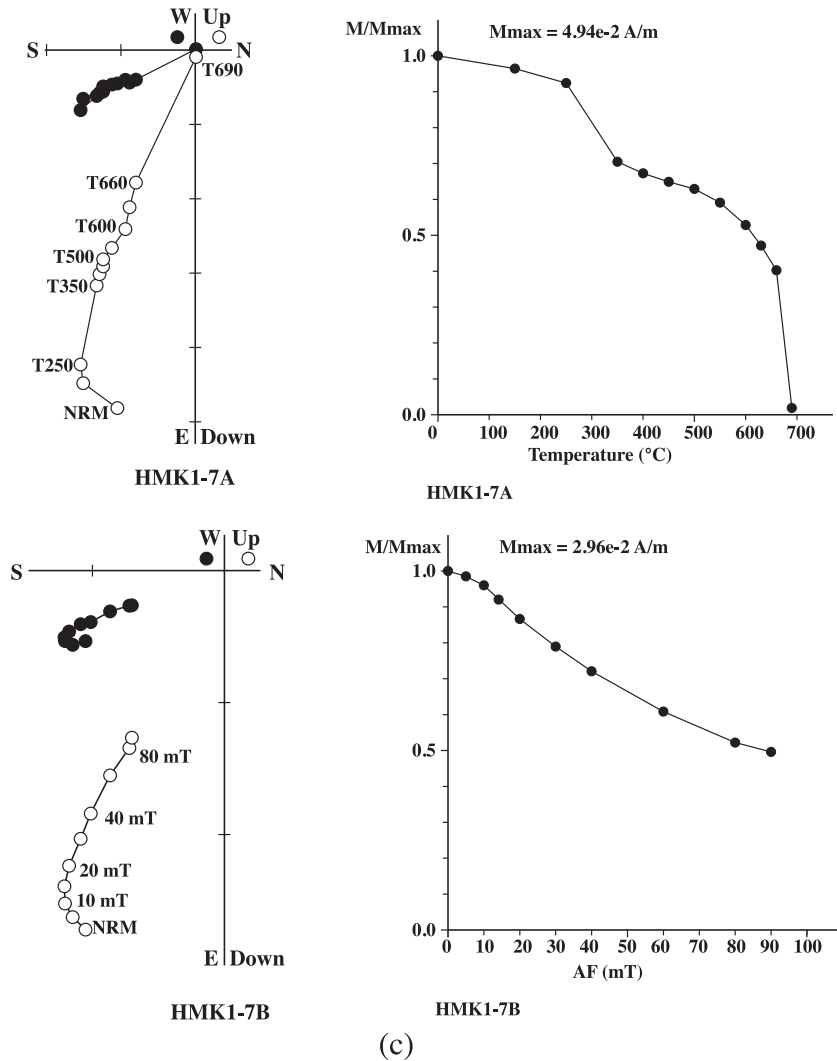 W Up
S N
T690
T660
T600
T500
T350
T250
NRM
E Down
HMK1-7A
M/Mmax Mmax = 4.94e-2 A/m
1.0
0.5
0.0
0 100 200 300 400 500 600 700
Temperature (°C)
HMK1-7A
W Up
S N
80 mT
40 mT
20 mT
10 mT
NRM
E Down
HMK1-7B
M/Mmax Mmax = 2.96e-2 A/m
1.0
0.5
0.0
0 10 20 30 40 50 60 70 80 90 100
AF (mT)
HMK1-7B
(c)